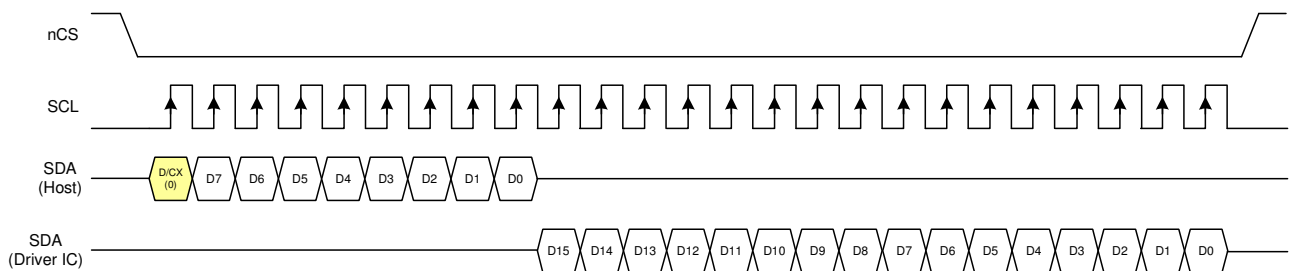 nCS
SCL
SDA
(Host)
D/CX
(0)
D7 D6 D5 D4 D3 D2 D1 D0
SDA
(Driver IC)
D15 D14 D13 D12 D11 D10 D9 D8 D7 D6 D5 D4 D3 D2 D1 D0